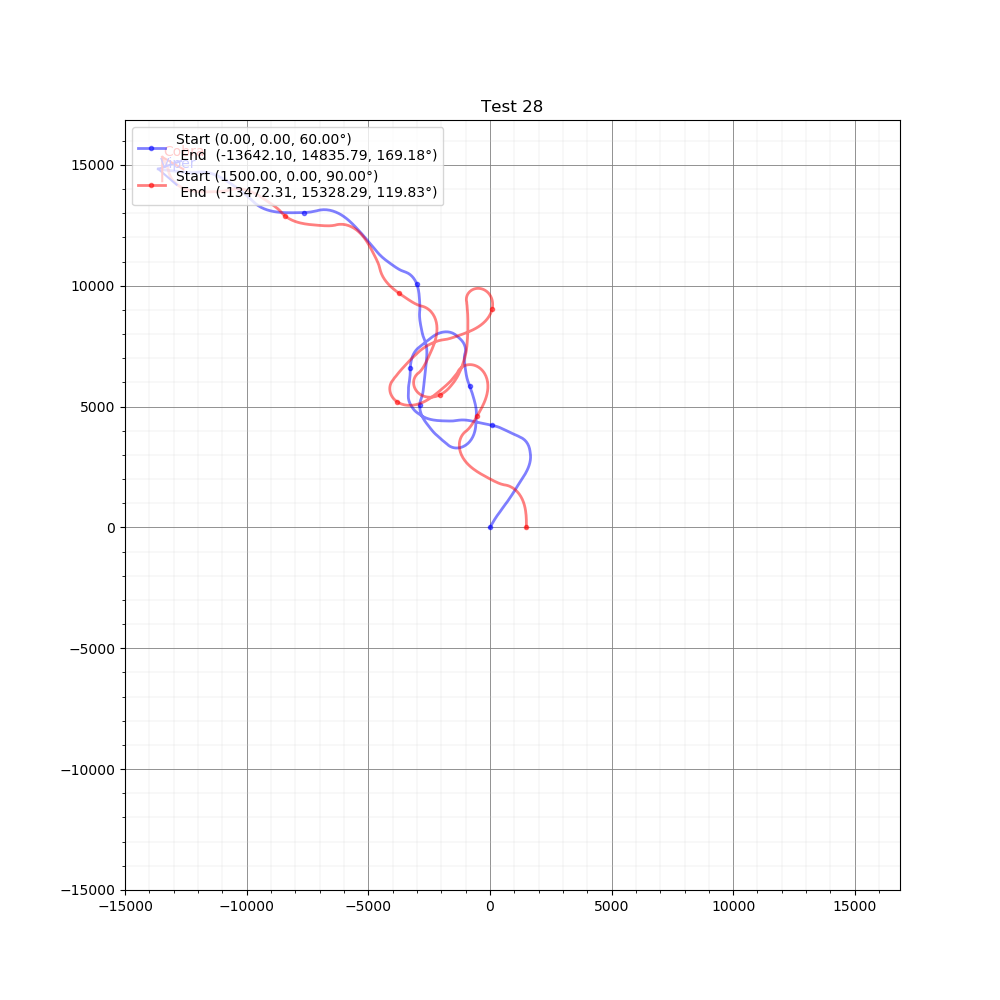 Test 28
Start (0.00, 0.00, 60.00°)
End (-13642.10, 14835.79, 169.18°)
Start (1500.00, 0.00, 90.00°)
End (-13472.31, 15328.29, 119.83°)
15000
10000
5000
0
−5000
−10000
−15000
−15000 −10000 −5000 0 5000 10000 15000